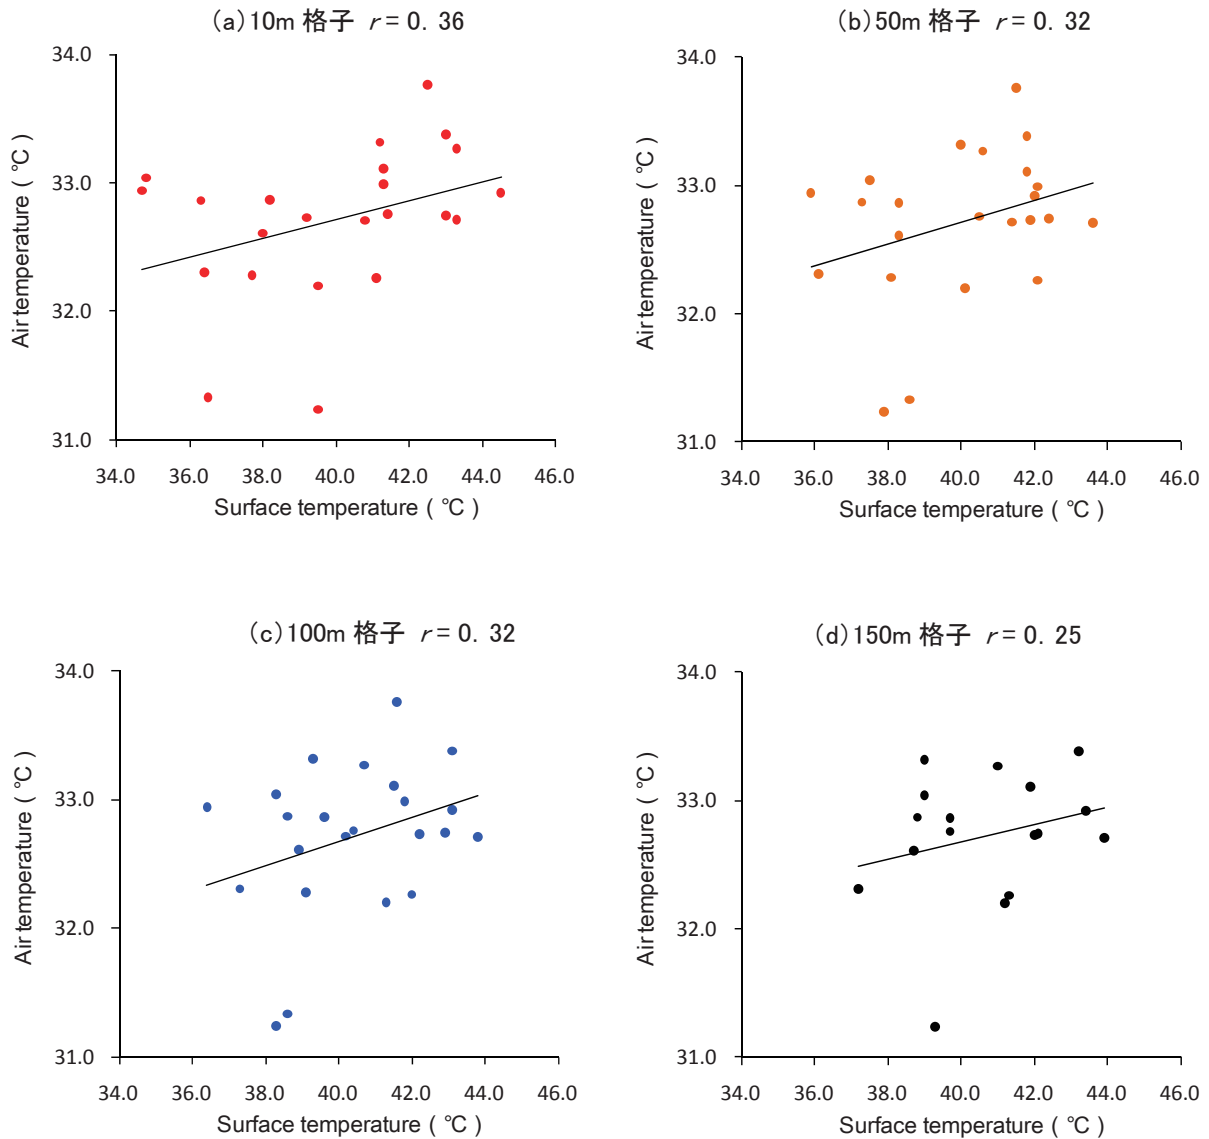 (a)10m 格子 r = 0. 36
34.0
33.0
32.0
31.0
Air temperature ( ℃ )
34.0 36.0 38.0 40.0 42.0 44.0 46.0
Surface temperature ( ℃ )
(b)50m 格子 r = 0. 32
34.0
33.0
32.0
31.0
Air temperature ( ℃ )
34.0 36.0 38.0 40.0 42.0 44.0 46.0
Surface temperature ( ℃ )
(c)100m 格子 r = 0. 32
34.0
33.0
32.0
31.0
Air temperature ( ℃ )
34.0 36.0 38.0 40.0 42.0 44.0 46.0
Surface temperature ( ℃ )
(d)150m 格子 r = 0. 25
34.0
33.0
32.0
31.0
Air temperature ( ℃ )
34.0 36.0 38.0 40.0 42.0 44.0 46.0
Surface temperature ( ℃ )